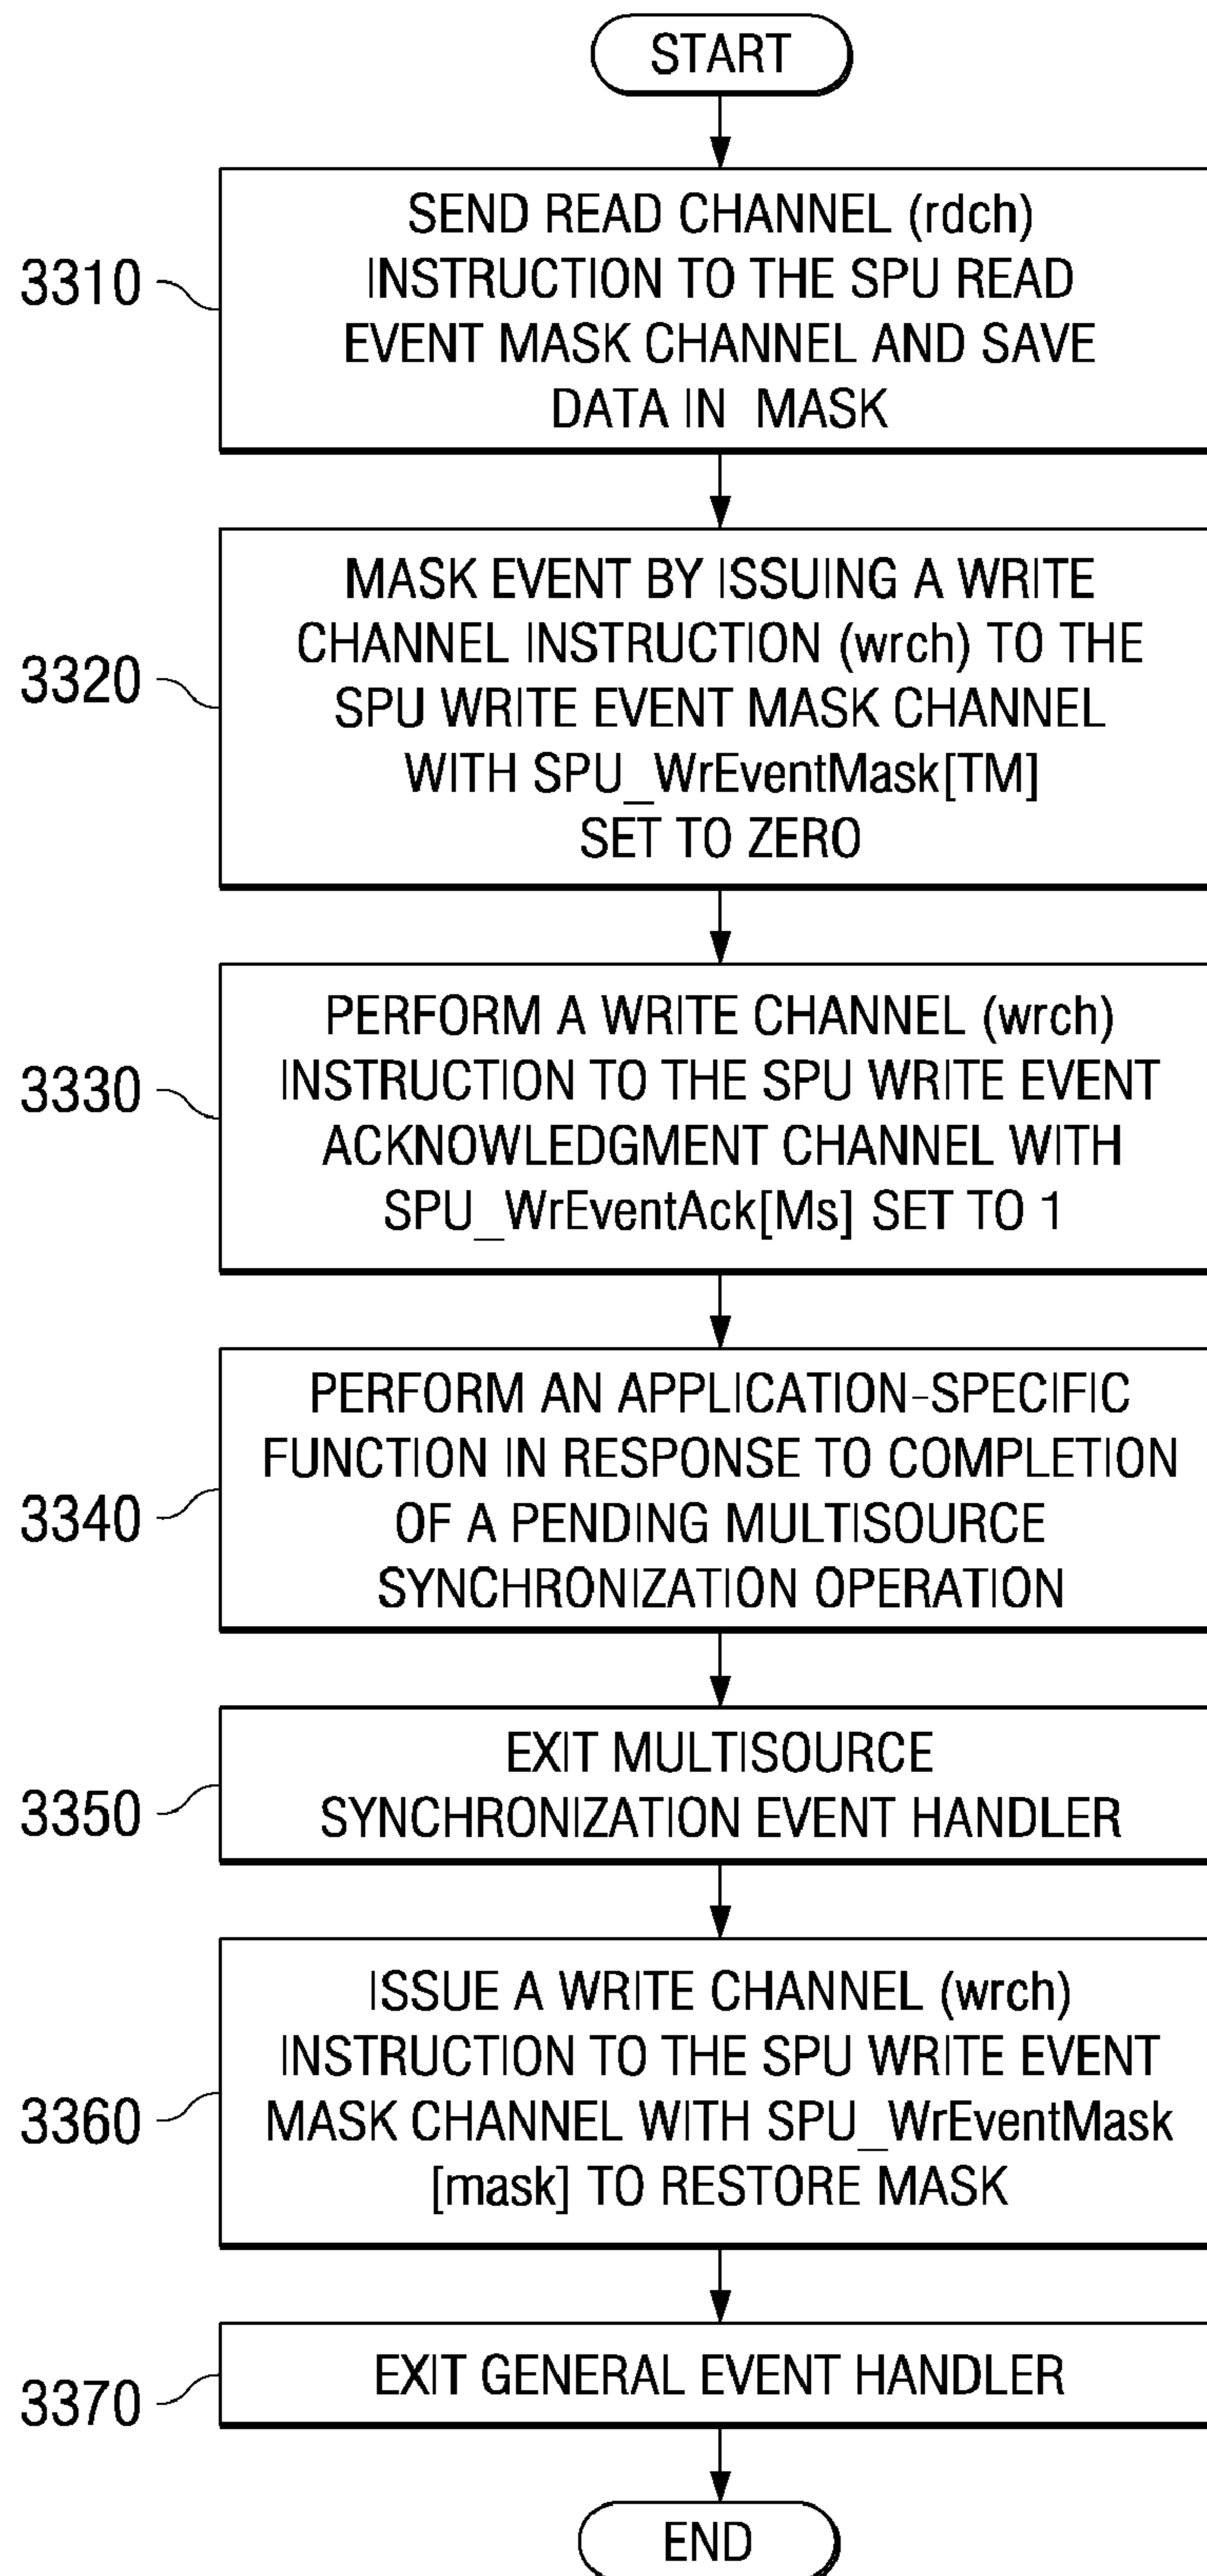 START
3310
SEND READ CHANNEL (rdch)
INSTRUCTION TO THE SPU READ
EVENT MASK CHANNEL AND SAVE
DATA IN MASK
3320
MASK EVENT BY ISSUING A WRITE
CHANNEL INSTRUCTION (wrch) TO THE
SPU WRITE EVENT MASK CHANNEL
WITH SPU_WrEventMask[TM]
SET TO ZERO
3330
PERFORM A WRITE CHANNEL (wrch)
INSTRUCTION TO THE SPU WRITE EVENT
ACKNOWLEDGMENT CHANNEL WITH
SPU_WrEventAck[Ms] SET TO 1
3340
PERFORM AN APPLICATION-SPECIFIC
FUNCTION IN RESPONSE TO COMPLETION
OF A PENDING MULTISOURCE
SYNCHRONIZATION OPERATION
3350
EXIT MULTISOURCE
SYNCHRONIZATION EVENT HANDLER
3360
ISSUE A WRITE CHANNEL (wrch)
INSTRUCTION TO THE SPU WRITE EVENT
MASK CHANNEL WITH SPU_WrEventMask
[mask] TO RESTORE MASK
3370
EXIT GENERAL EVENT HANDLER
END